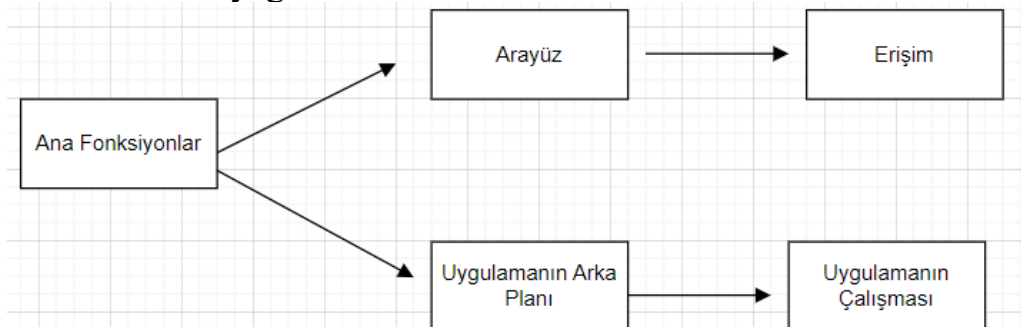 Arayüz
Erişim
Ana Fonksiyonlar
Uygulamanın Arka
Planı
Uygulamanın
Çalışması